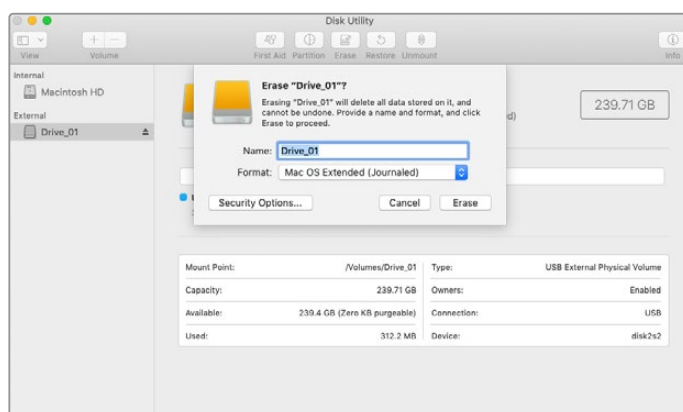 Disk Utility
View
Volume
First Aid Partition Erase Restore Unmount
Info
Internal
Macintosh HD
External
Drive_01
239.71 GB
Erase “Drive_01”?
Erasing “Drive_01” will delete all data stored on it, and
cannot be undone. Provide a name and format, and click
Erase to proceed.
Name: Drive_01
Format: Mac OS Extended (Journaled)
Security Options...
Cancel
Erase
Mount Point: /Volumes/Drive_01
Type: USB External Physical Volume
Capacity: 239.71 GB
Owners: Enabled
Available: 239.4 GB (Zero KB purgeable)
Connection: USB
Used: 312.2 MB
Device: disk2s2